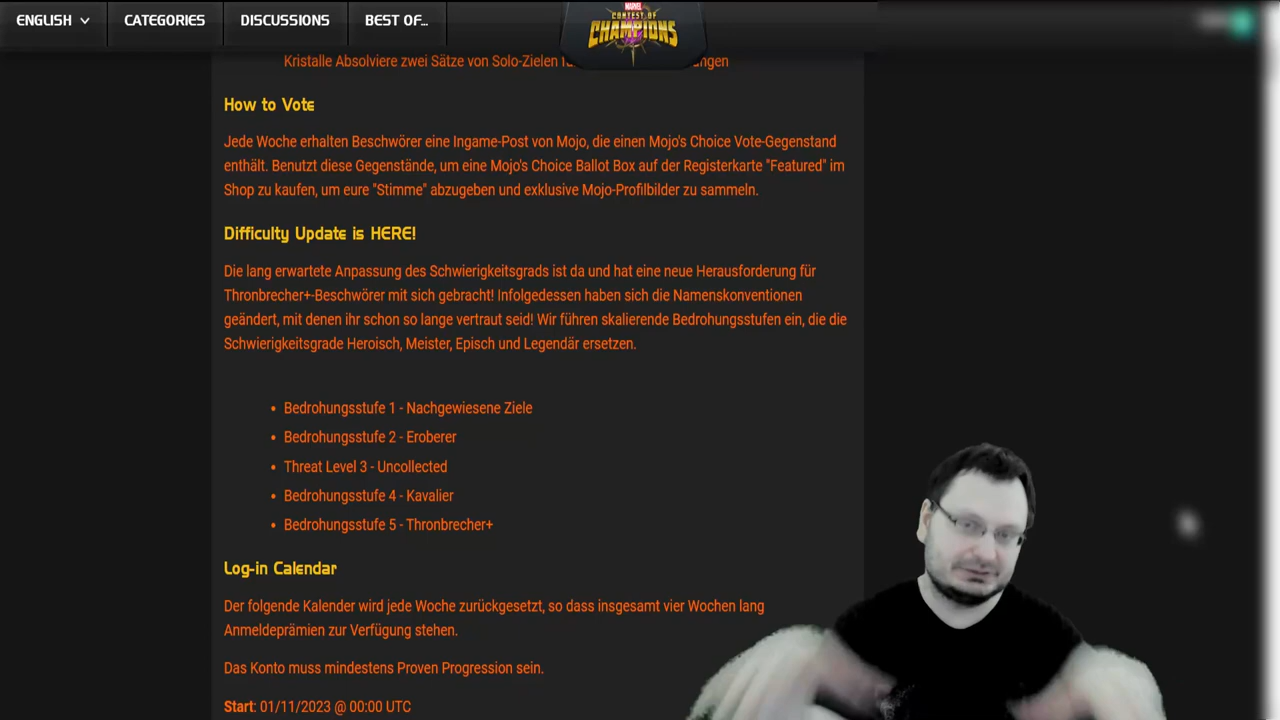 ENGLISH CATEGORIES DISCUSSIONS BEST OF...
MARVEL
CONTEST OF
CHAMPIONS
Kristalle Absolviere zwei Sätze von Solo-Zielen
How to Vote
Jede Woche erhalten Beschwörer eine Ingame-Post von Mojo, die einen Mojo's Choice Vote-Gegenstand
enthält. Benutzt diese Gegenstände, um eine Mojo's Choice Ballot Box auf der Registerkarte "Featured" im
Shop zu kaufen, um eure "Stimme" abzugeben und exklusive Mojo-Profilbilder zu sammeln.
Difficulty Update is HERE!
Die lang erwartete Anpassung des Schwierigkeitsgrads ist da und hat eine neue Herausforderung für
Thronbrecher+-Beschwörer mit sich gebracht! Infolgedessen haben sich die Namenskonventionen
geändert, mit denen ihr schon so lange vertraut seid! Wir führen skalierende Bedrohungsstufen ein, die die
Schwierigkeitsgrade Heroisch, Meister, Episch und Legendär ersetzen.
• Bedrohungsstufe 1 - Nachgewiesene Ziele
• Bedrohungsstufe 2 - Eroberer
• Threat Level 3 - Uncollected
• Bedrohungsstufe 4 - Kavalier
• Bedrohungsstufe 5 - Thronbrecher+
Log-in Calendar
Der folgende Kalender wird jede Woche zurückgesetzt, so dass insgesamt vier Wochen lang
Anmeldeprämien zur Verfügung stehen.
Das Konto muss mindestens Proven Progression sein.
Start: 01/11/2023 @ 00:00 UTC